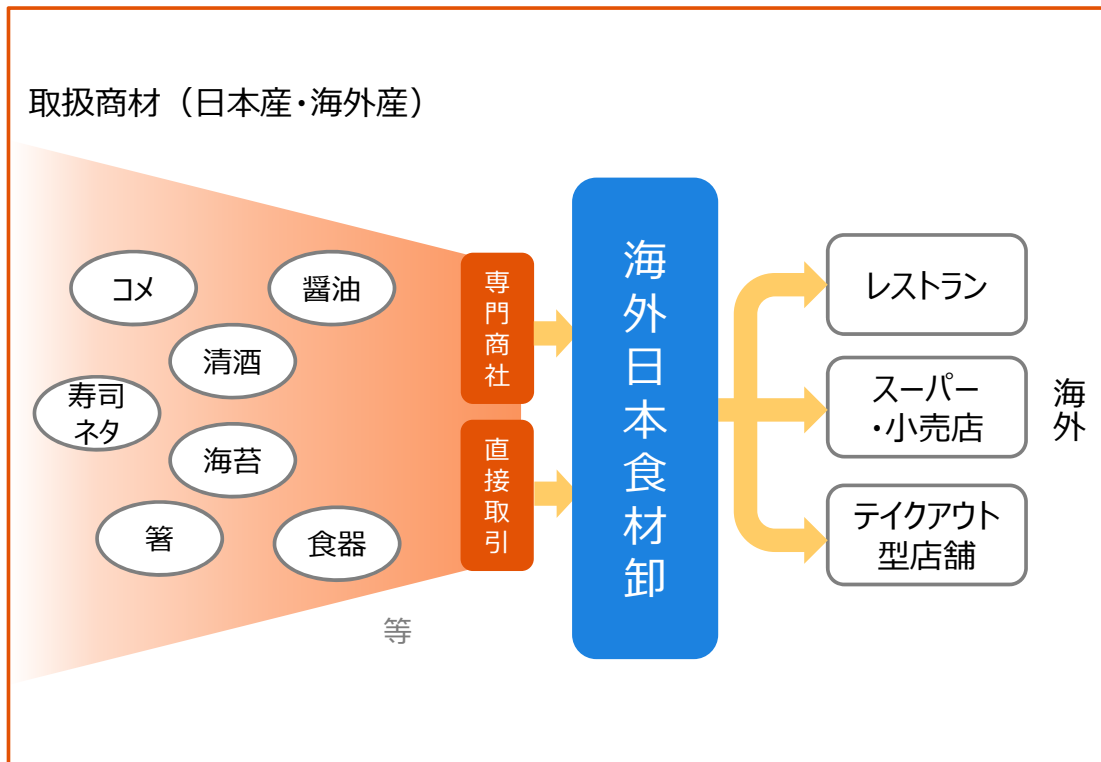 取扱商材（日本産・海外産）
コメ
醤油
清酒
寿司
ネタ
海苔
箸
食器
等
専門商社
直接取引
海外日本食材卸
レストラン
スーパー
・小売店
テイクアウト
型店舗
海外